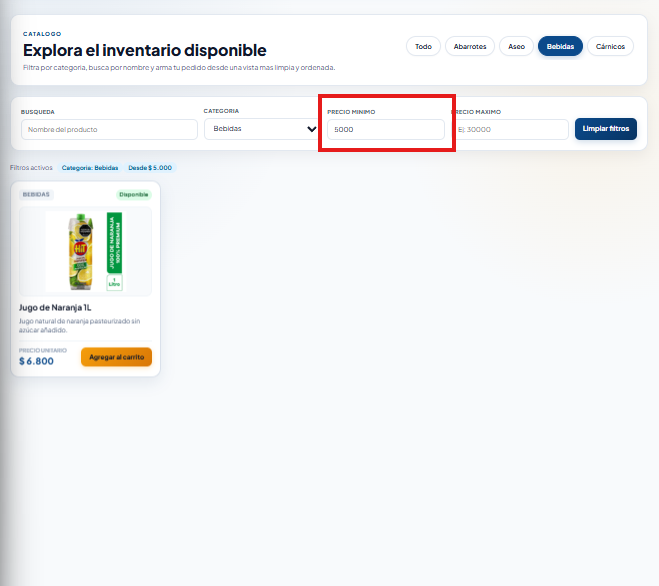 CATALOGO
Explora el inventario disponible
Filtra por categoria, busca por nombre y arma tu pedido desde una vista mas limpia y ordenada.
Todo
Abarrotes
Aseo
Bebidas
Cárnicos
BUSQUEDA
CATEGORIA
PRECIO MINIMO
PRECIO MAXIMO
Nombre del producto
Bebidas
5000
Ej: 30000
Limpiar filtros
Filtros activos
Categoria: Bebidas
Desde $ 5.000
BEBIDAS
Disponible
Hit
JUGO DE NARANJA
100% PREMIUM
1
Litro
Jugo de Naranja 1L
Jugo natural de naranja pasteurizado sin
azúcar añadido.
PRECIO UNITARIO
$ 6.800
Agregar al carrito